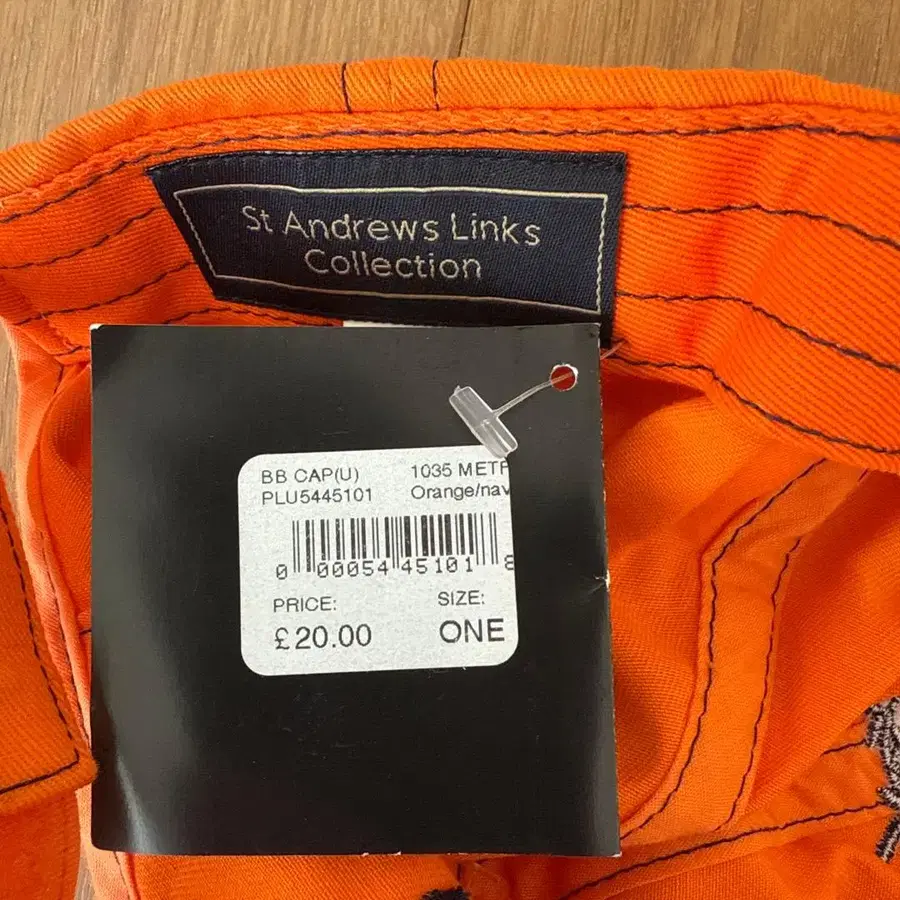 St Andrews Links
Collection
BB CAP(U) 1035 METR
PLU5445101 Orange/nav
0 00054 45101 8
PRICE: SIZE:
£20.00 ONE